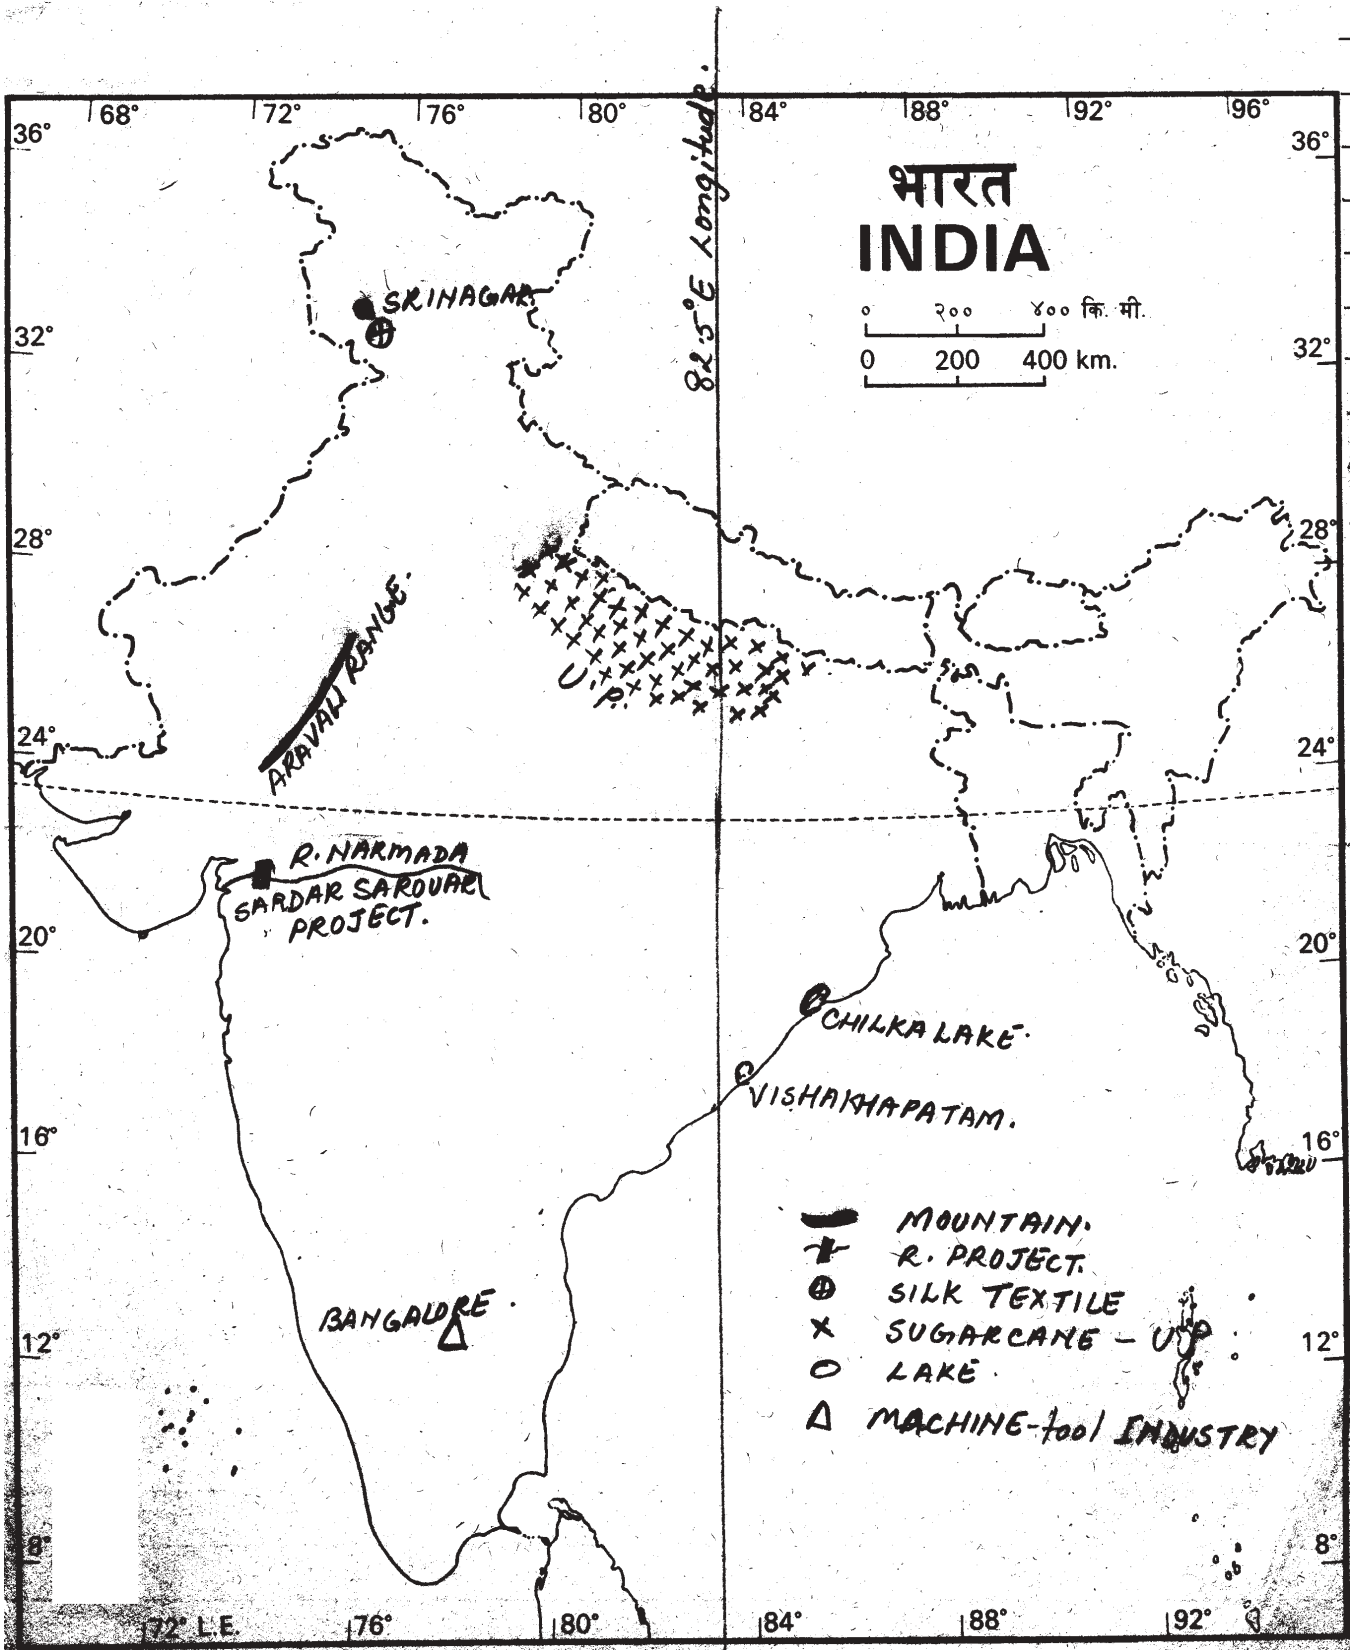 68° 72° 76° 80° 84° 88° 92° 96°
36° 36°
82.5°E Longitude.
भारत
INDIA
० २०० ४०० कि. मी.
0 200 400 km.
SRINAGAR
32° 32°
28° 28°
ARAVALI RANGE.
U.P.
24° 24°
R. NARMADA
SARDAR SAROVAR
PROJECT.
20° 20°
CHILKA LAKE.
VISHAKHAPATAM.
16° 16°
MOUNTAIN.
R. PROJECT.
SILK TEXTILE
BANGALORE.
SUGARCANE - UP
12° 12°
LAKE.
MACHINE-tool INDUSTRY
8° 8°
72° L.E. 76° 80° 84° 88° 92°